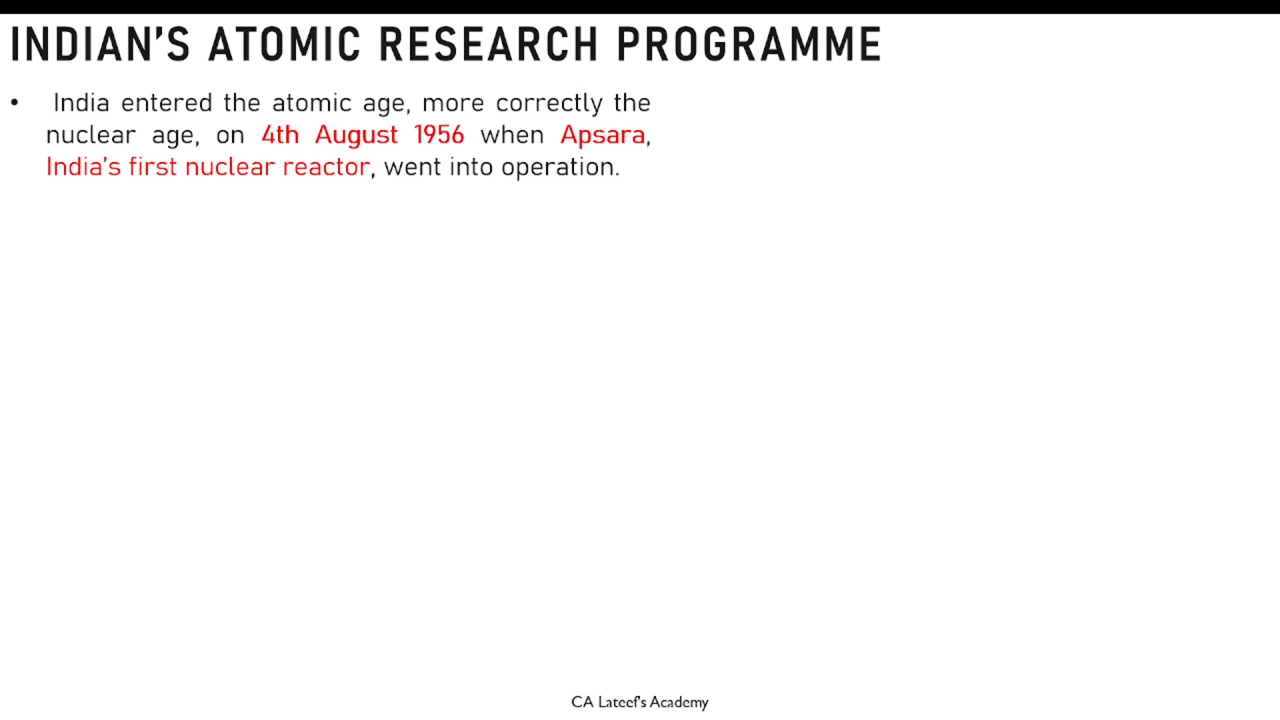 INDIAN'S ATOMIC RESEARCH PROGRAMME
• India entered the atomic age, more correctly the
nuclear age, on 4th August 1956 when Apsara,
India's first nuclear reactor, went into operation.
CA Lateef's Academy